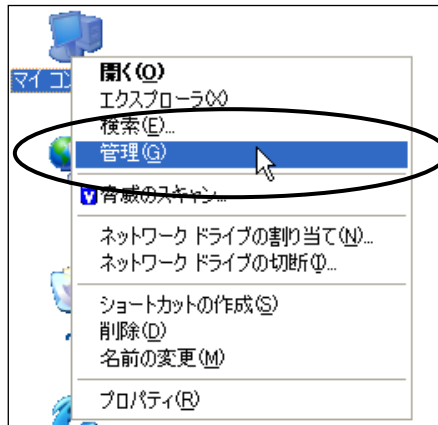 マイ コン
開く(O)
エクスプローラ(X)
検索(E)...
管理(G)
脅威のスキャン...
ネットワーク ドライブの割り当て(N)...
ネットワーク ドライブの切断(I)...
ショートカットの作成(S)
削除(D)
名前の変更(M)
プロパティ(R)